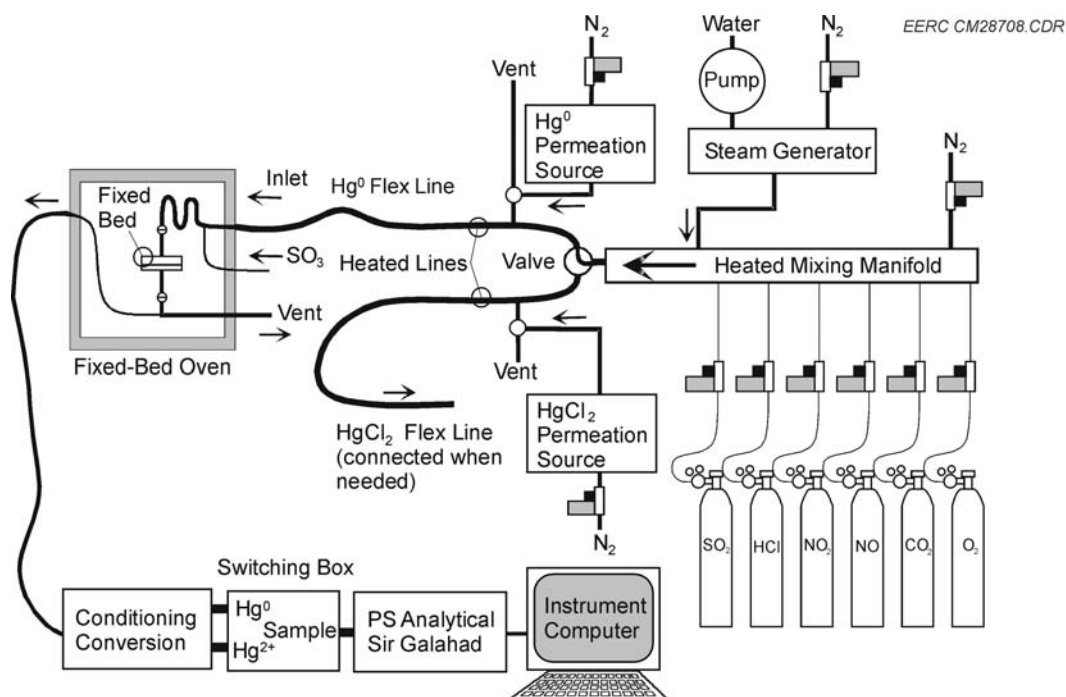 EERC CM28708.CDR
N₂
Water
N₂
Vent
Pump
Hg⁰
Permeation
Source
Steam Generator
N₂
Inlet
Hg⁰ Flex Line
Fixed
Bed
SO₃
Heated Lines
Valve
Heated Mixing Manifold
Vent
Fixed-Bed Oven
Vent
HgCl₂
Permeation
Source
HgCl₂ Flex Line
(connected when
needed)
N₂
SO₂
HCl
NO₂
NO
CO₂
O₂
Switching Box
Conditioning
Conversion
Hg⁰
Sample
Hg²⁺
PS Analytical
Sir Galahad
Instrument
Computer